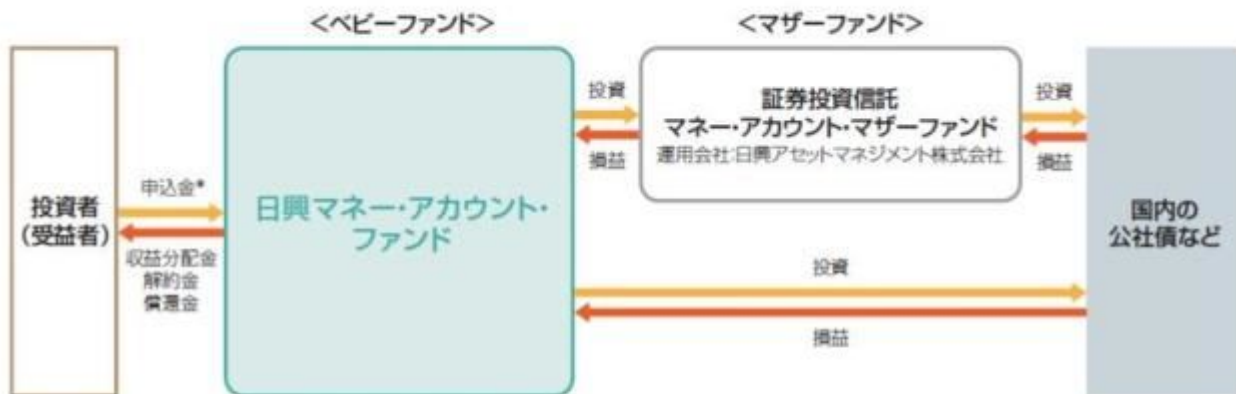 ＜ベビーファンド＞
＜マザーファンド＞
投資者
（受益者）
申込金*
収益分配金
解約金
償還金
日興マネー・アカウント・
ファンド
投資
損益
証券投資信託
マネー・アカウント・マザーファンド
運用会社:日興アセットマネジメント株式会社
投資
損益
投資
損益
国内の
公社債など